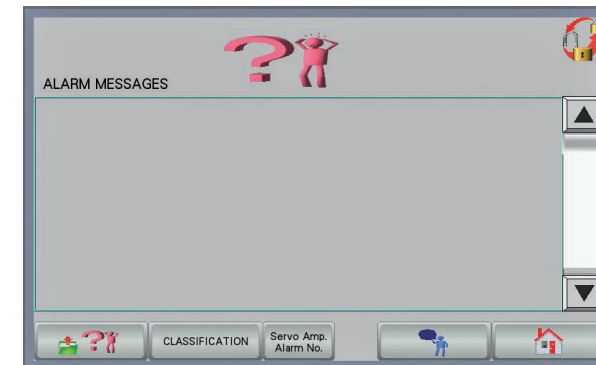 ALARM MESSAGES
CLASSIFICATION
Servo Amp.
Alarm No.